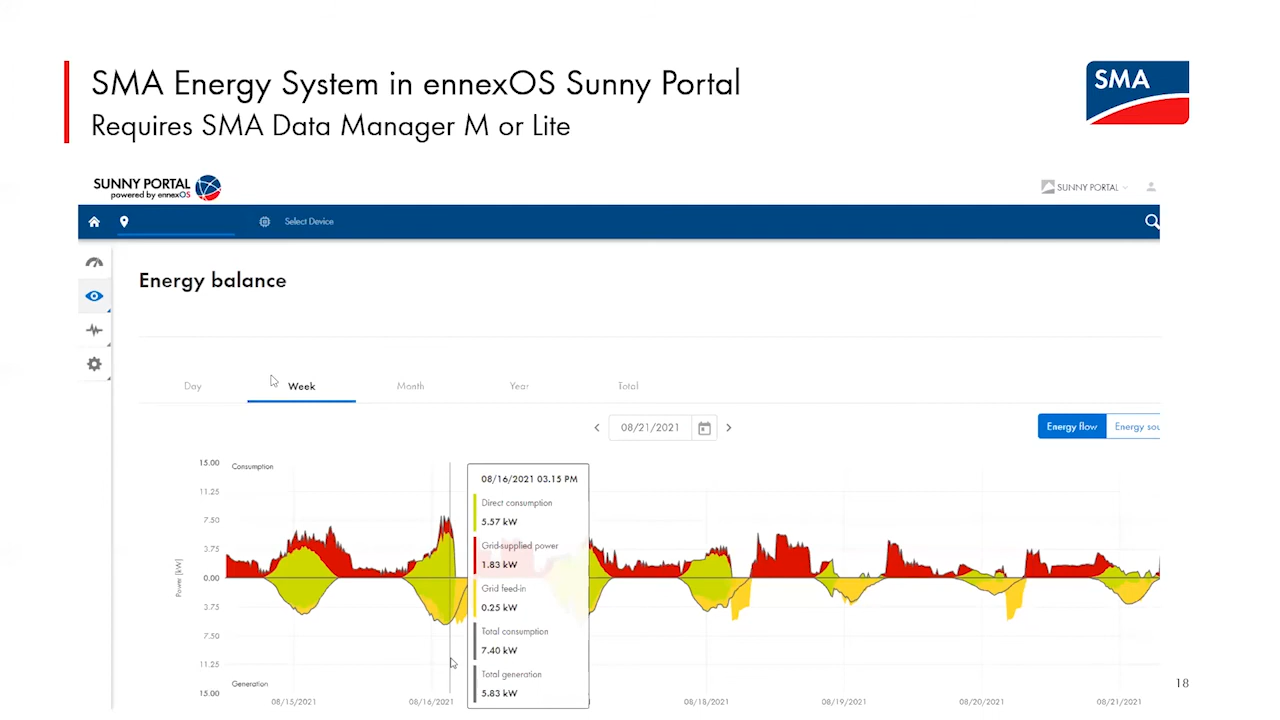 SMA Energy System in ennexOS Sunny Portal
Requires SMA Data Manager M or Lite
SMA
SUNNY PORTAL
powered by ennexOS
SUNNY PORTAL
Select Device
Energy balance
Day
Week
Month
Year
Total
08/21/2021
Energy flow
Energy sou
15.00
Consumption
11.25
7.50
3.75
0.00
3.75
7.50
11.25
15.00
Power [kW]
Generation
08/16/2021 03.15 PM
Direct consumption
5.57 kW
Grid-supplied power
1.83 kW
Grid feed-in
0.25 kW
Total consumption
7.40 kW
Total generation
5.83 kW
08/15/2021
08/16/2021
08/18/2021
08/19/2021
08/20/2021
08/21/2021
18